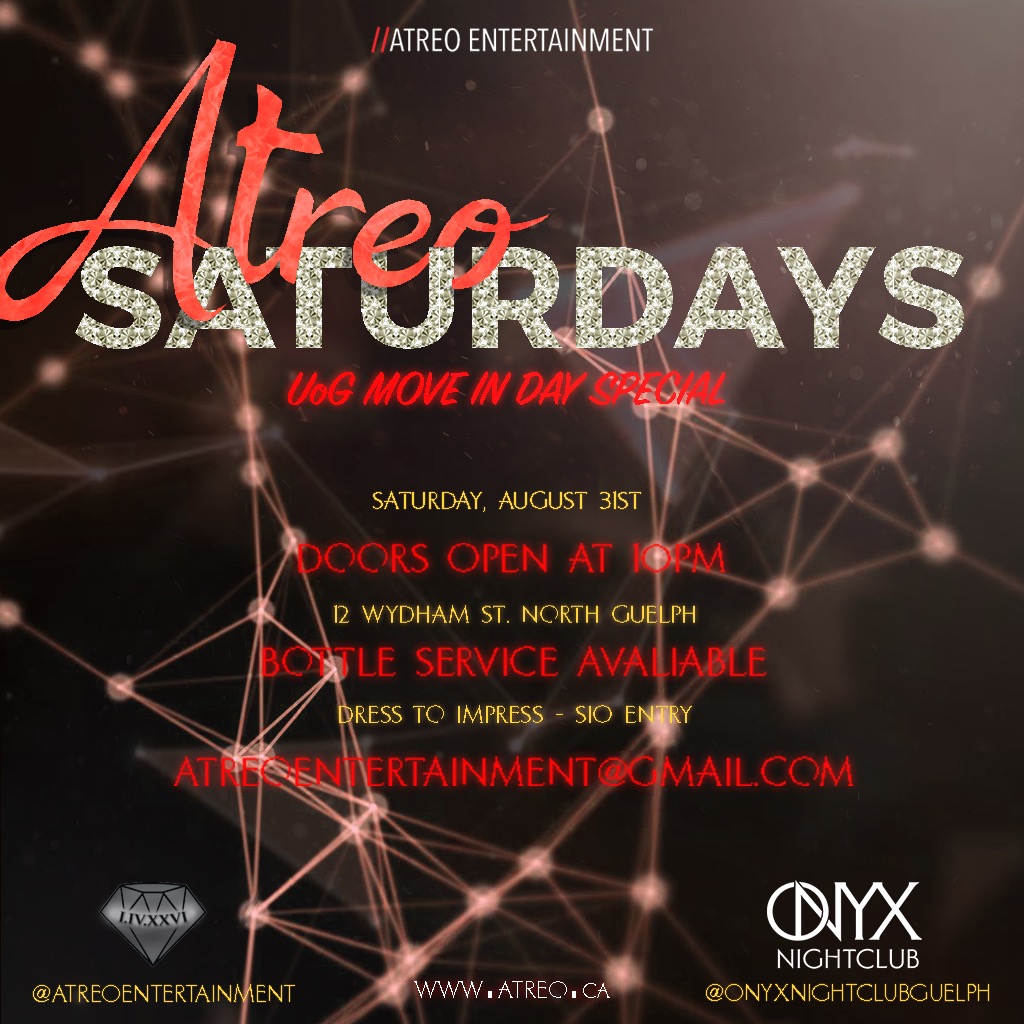 //ATREO ENTERTAINMENT
Atreo
SATURDAYS
UoG MOVE IN DAY SPECIAL
SATURDAY, AUGUST 31ST
DOORS OPEN AT 10PM
12 WYDHAM ST. NORTH GUELPH
BOTTLE SERVICE AVALIABLE
DRESS TO IMPRESS - $10 ENTRY
ATREOENTERTAINMENT@GMAIL.COM
I.IV.XXVI
ONYX
NIGHTCLUB
@ATREOENTERTAINMENT
WWW.ATREO.CA
@ONYXNIGHTCLUBGUELPH